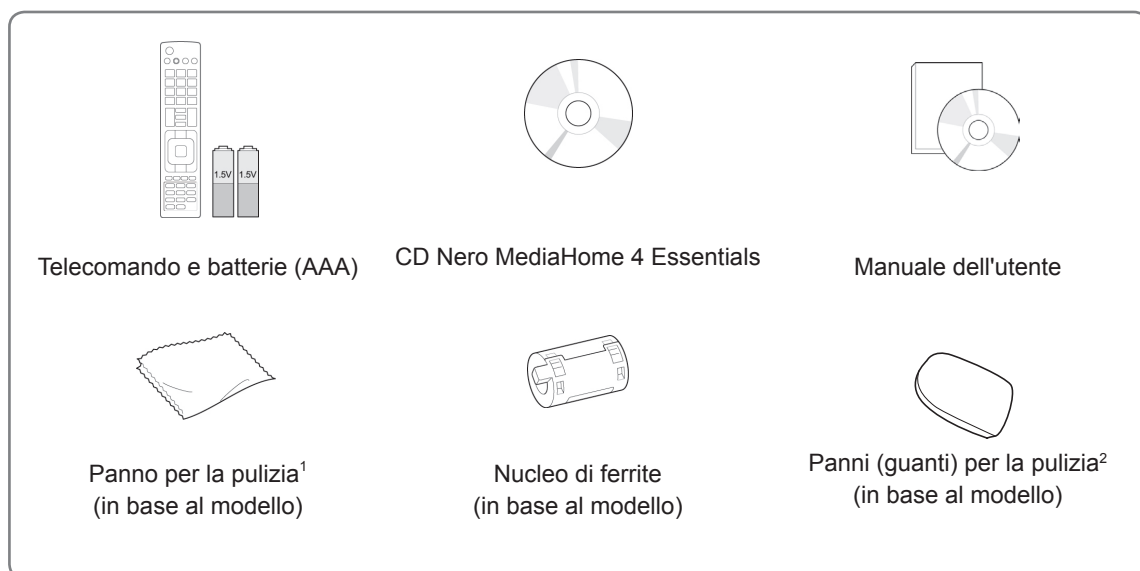 1.5V 1.5V
Telecomando e batterie (AAA)
CD Nero MediaHome 4 Essentials
Manuale dell'utente
Panno per la pulizia¹
(in base al modello)
Nucleo di ferrite
(in base al modello)
Panni (guanti) per la pulizia²
(in base al modello)